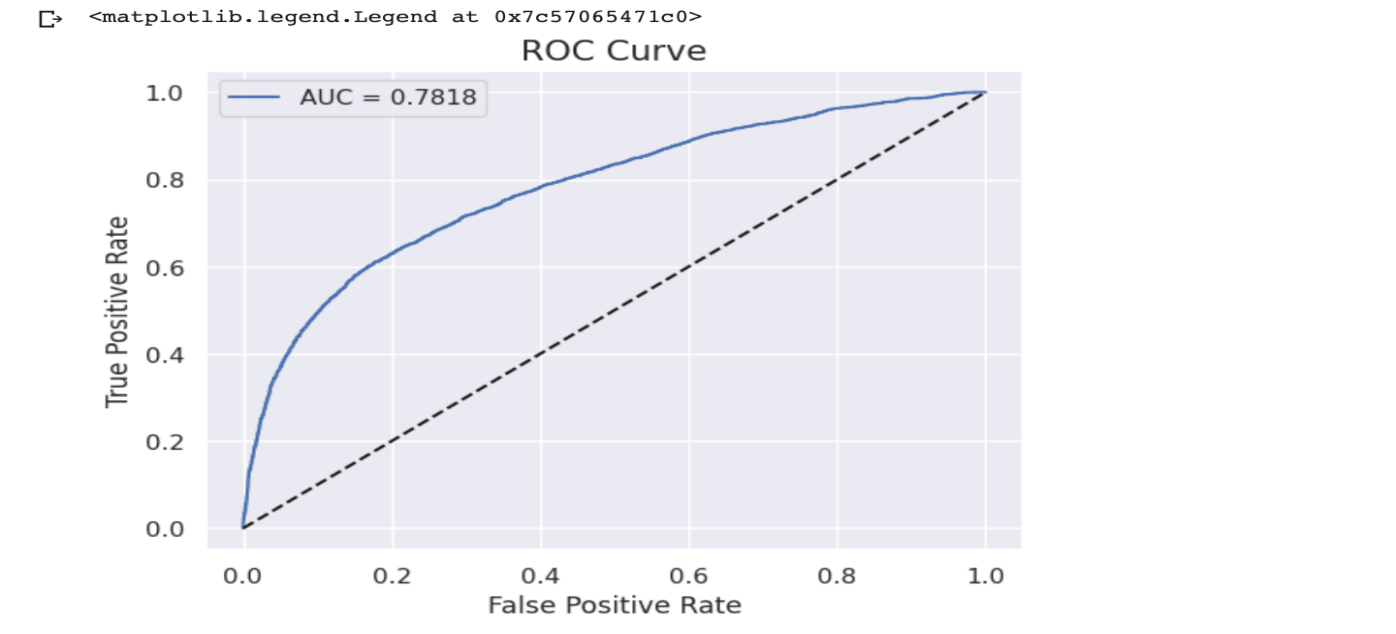 <matplotlib.legend.Legend at 0x7c57065471c0>
ROC Curve
AUC = 0.7818
True Positive Rate
1.0
0.8
0.6
0.4
0.2
0.0
0.0 0.2 0.4 0.6 0.8 1.0
False Positive Rate